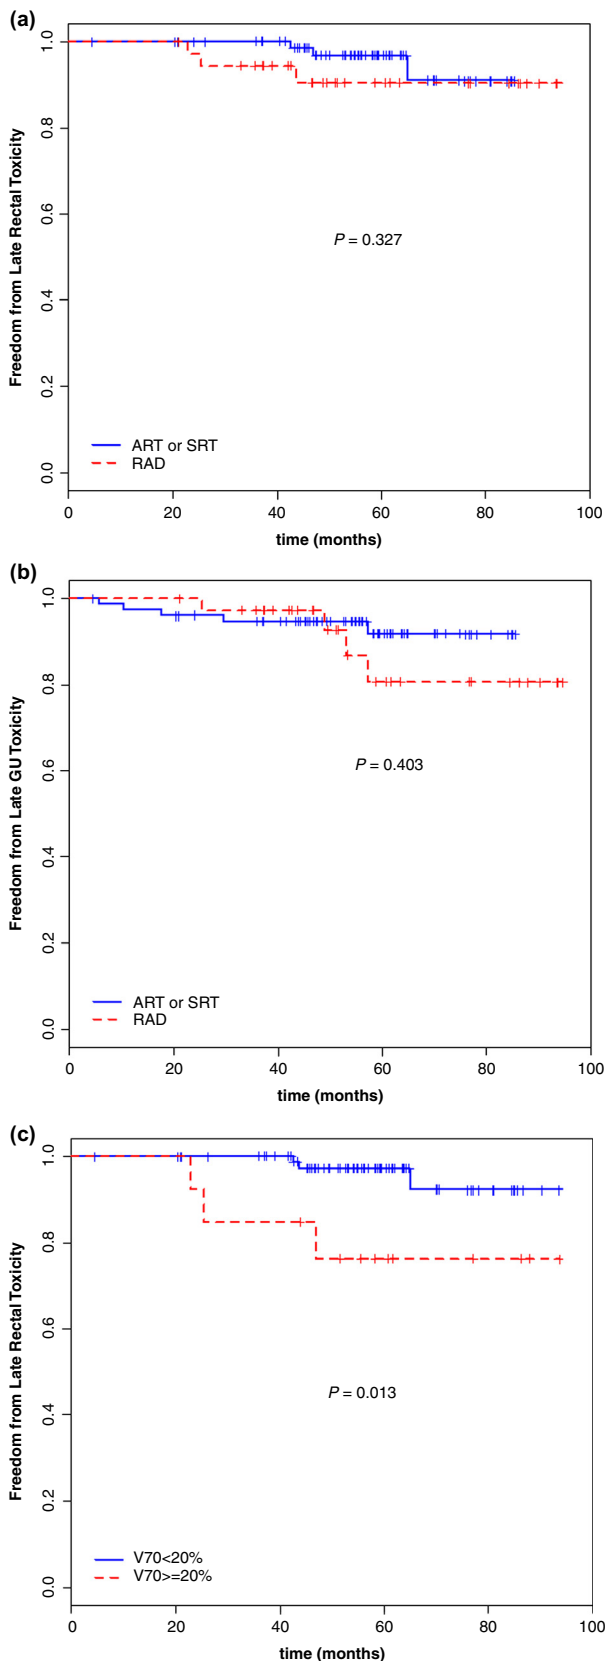 (a)
Freedom from Late Rectal Toxicity
1.0
0.8
0.6
0.4
0.2
0.0
P = 0.327
ART or SRT
RAD
0 20 40 60 80 100
time (months)
(b)
Freedom from Late GU Toxicity
1.0
0.8
0.6
0.4
0.2
0.0
P = 0.403
ART or SRT
RAD
0 20 40 60 80 100
time (months)
(c)
Freedom from Late Rectal Toxicity
1.0
0.8
0.6
0.4
0.2
0.0
P = 0.013
V70<20%
V70>=20%
0 20 40 60 80 100
time (months)